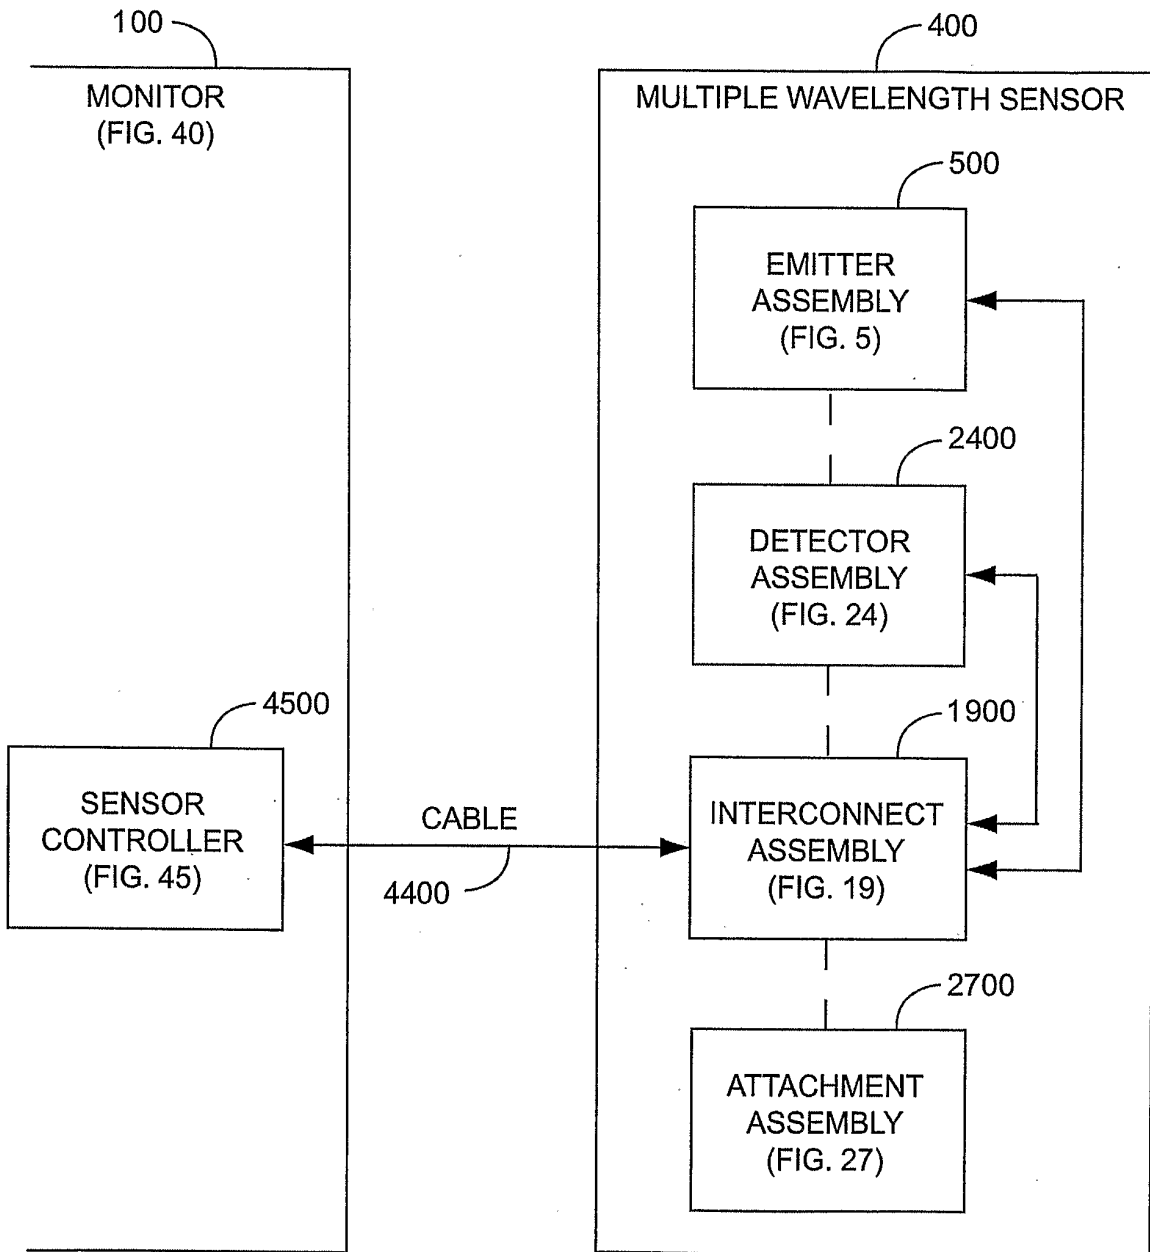 100
400
MONITOR
(FIG. 40)
MULTIPLE WAVELENGTH SENSOR
500
EMITTER
ASSEMBLY
(FIG. 5)
2400
DETECTOR
ASSEMBLY
(FIG. 24)
4500
1900
SENSOR
CONTROLLER
(FIG. 45)
CABLE
4400
INTERCONNECT
ASSEMBLY
(FIG. 19)
2700
ATTACHMENT
ASSEMBLY
(FIG. 27)